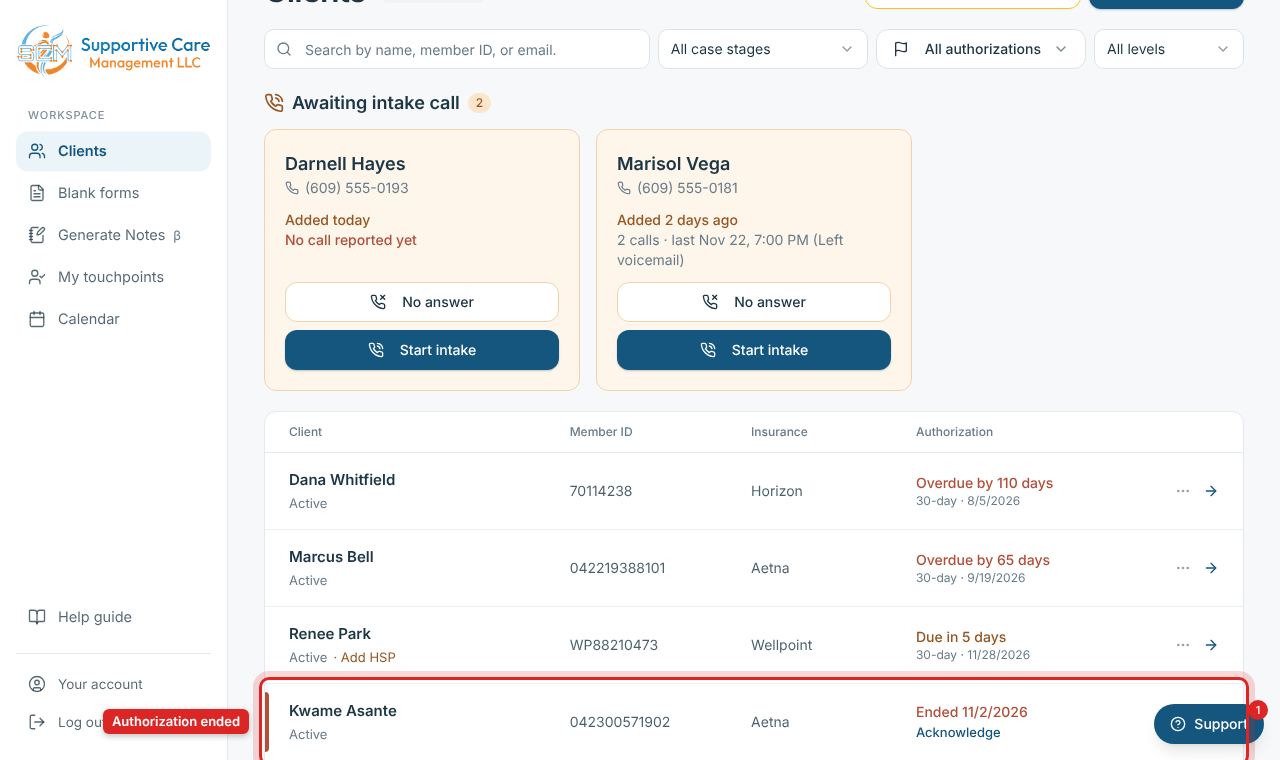 SCM Supportive Care
Management LLC
Search by name, member ID, or email.
All case stages
All authorizations
All levels
Awaiting intake call 2
WORKSPACE
Clients
Blank forms
Generate Notes β
My touchpoints
Calendar
Darnell Hayes
(609) 555-0193
Added today
No call reported yet
No answer
Start intake
Marisol Vega
(609) 555-0181
Added 2 days ago
2 calls · last Nov 22, 7:00 PM (Left
voicemail)
No answer
Start intake
Client Member ID Insurance Authorization
Dana Whitfield
Active
70114238
Horizon
Overdue by 110 days
30-day · 8/5/2026
Marcus Bell
Active
042219388101
Aetna
Overdue by 65 days
30-day · 9/19/2026
Renee Park
Active · Add HSP
WP88210473
Wellpoint
Due in 5 days
30-day · 11/28/2026
Kwame Asante
Active
042300571902
Aetna
Ended 11/2/2026
Acknowledge
Help guide
Your account
Log ou
Authorization ended
Support
1